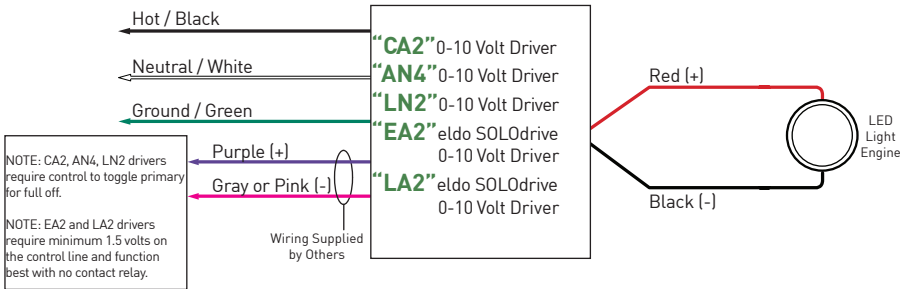 Hot / Black
Neutral / White
Ground / Green
Purple (+)
Gray or Pink (-)
NOTE: CA2, AN4, LN2 drivers
require control to toggle primary
for full off.
NOTE: EA2 and LA2 drivers
require minimum 1.5 volts on
the control line and function
best with no contact relay.
Wiring Supplied
by Others
“CA2” 0-10 Volt Driver
“AN4” 0-10 Volt Driver
“LN2” 0-10 Volt Driver
“EA2” eldo SOLOdrive
0-10 Volt Driver
“LA2” eldo SOLOdrive
0-10 Volt Driver
Red (+)
Black (-)
LED
Light
Engine